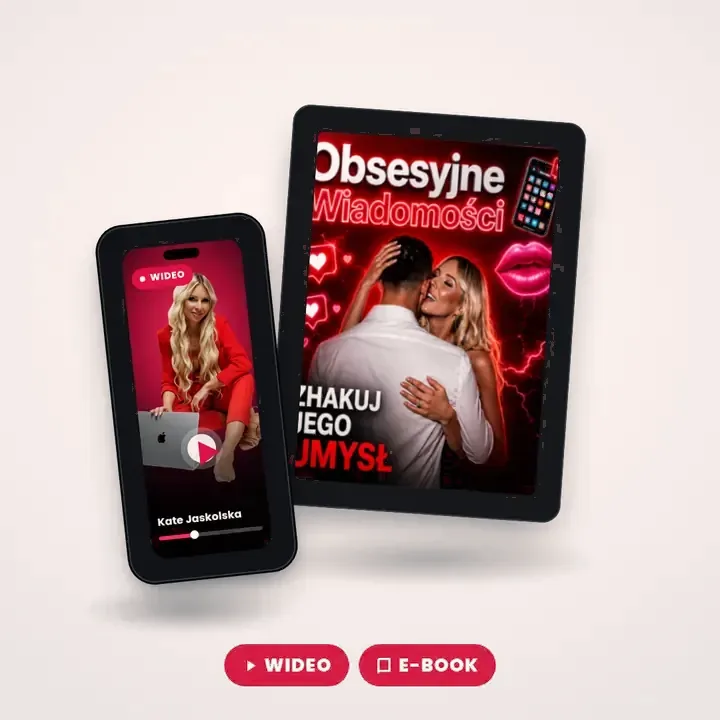 WIDEO
Kate Jaskolska
Obsesyjne
Wiadomości
ZHAKUJ
JEGO
UMYSŁ
WIDEO
E-BOOK